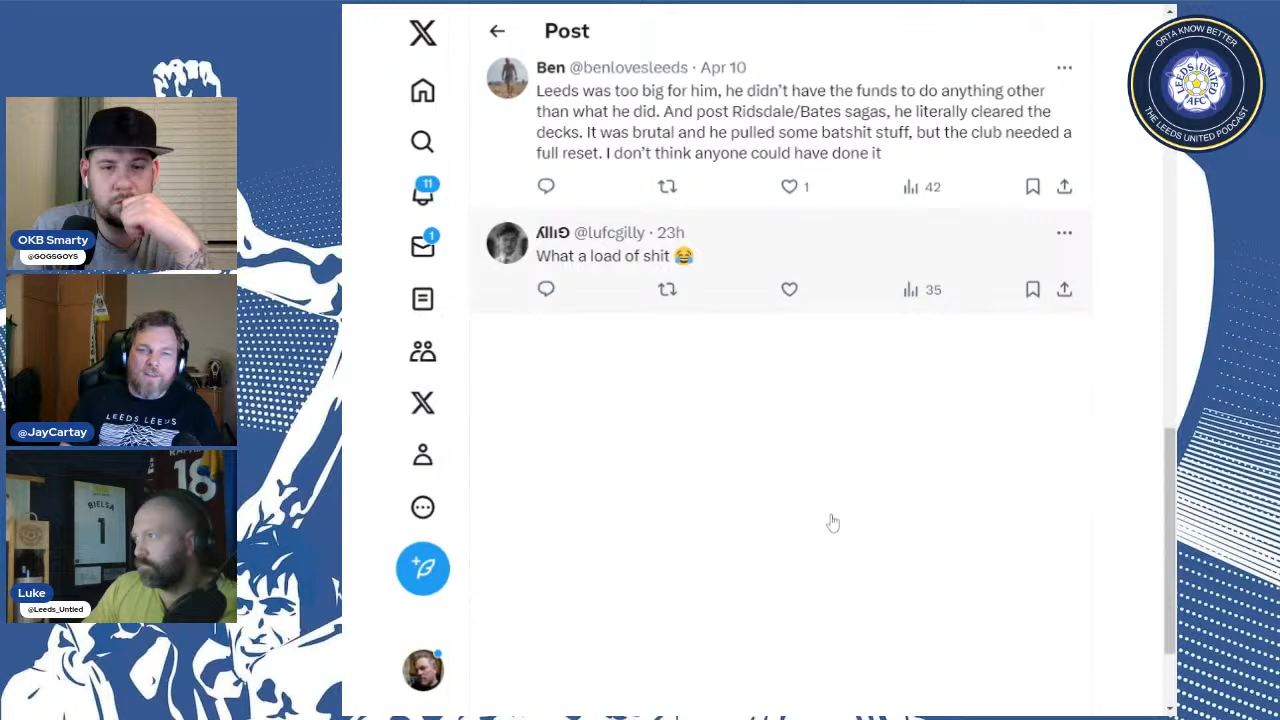 Post
Ben @benlovesleeds · Apr 10
Leeds was too big for him, he didn’t have the funds to do anything other
than what he did. And post Ridsdale/Bates sagas, he literally cleared the
decks. It was brutal and he pulled some batshit stuff, but the club needed a
full reset. I don’t think anyone could have done it
1
42
@lufcgilly · 23h
What a load of shit 😂
35
11
1
OKB Smarty
@GOGSGOYS
LEEDS LEEDS
@JayCartay
18
BIELSA
1
Luke
@Leeds_Untied
ORTA KNOW BETTER
LEEDS UNITED
AFC
THE LEEDS UNITED PODCAST